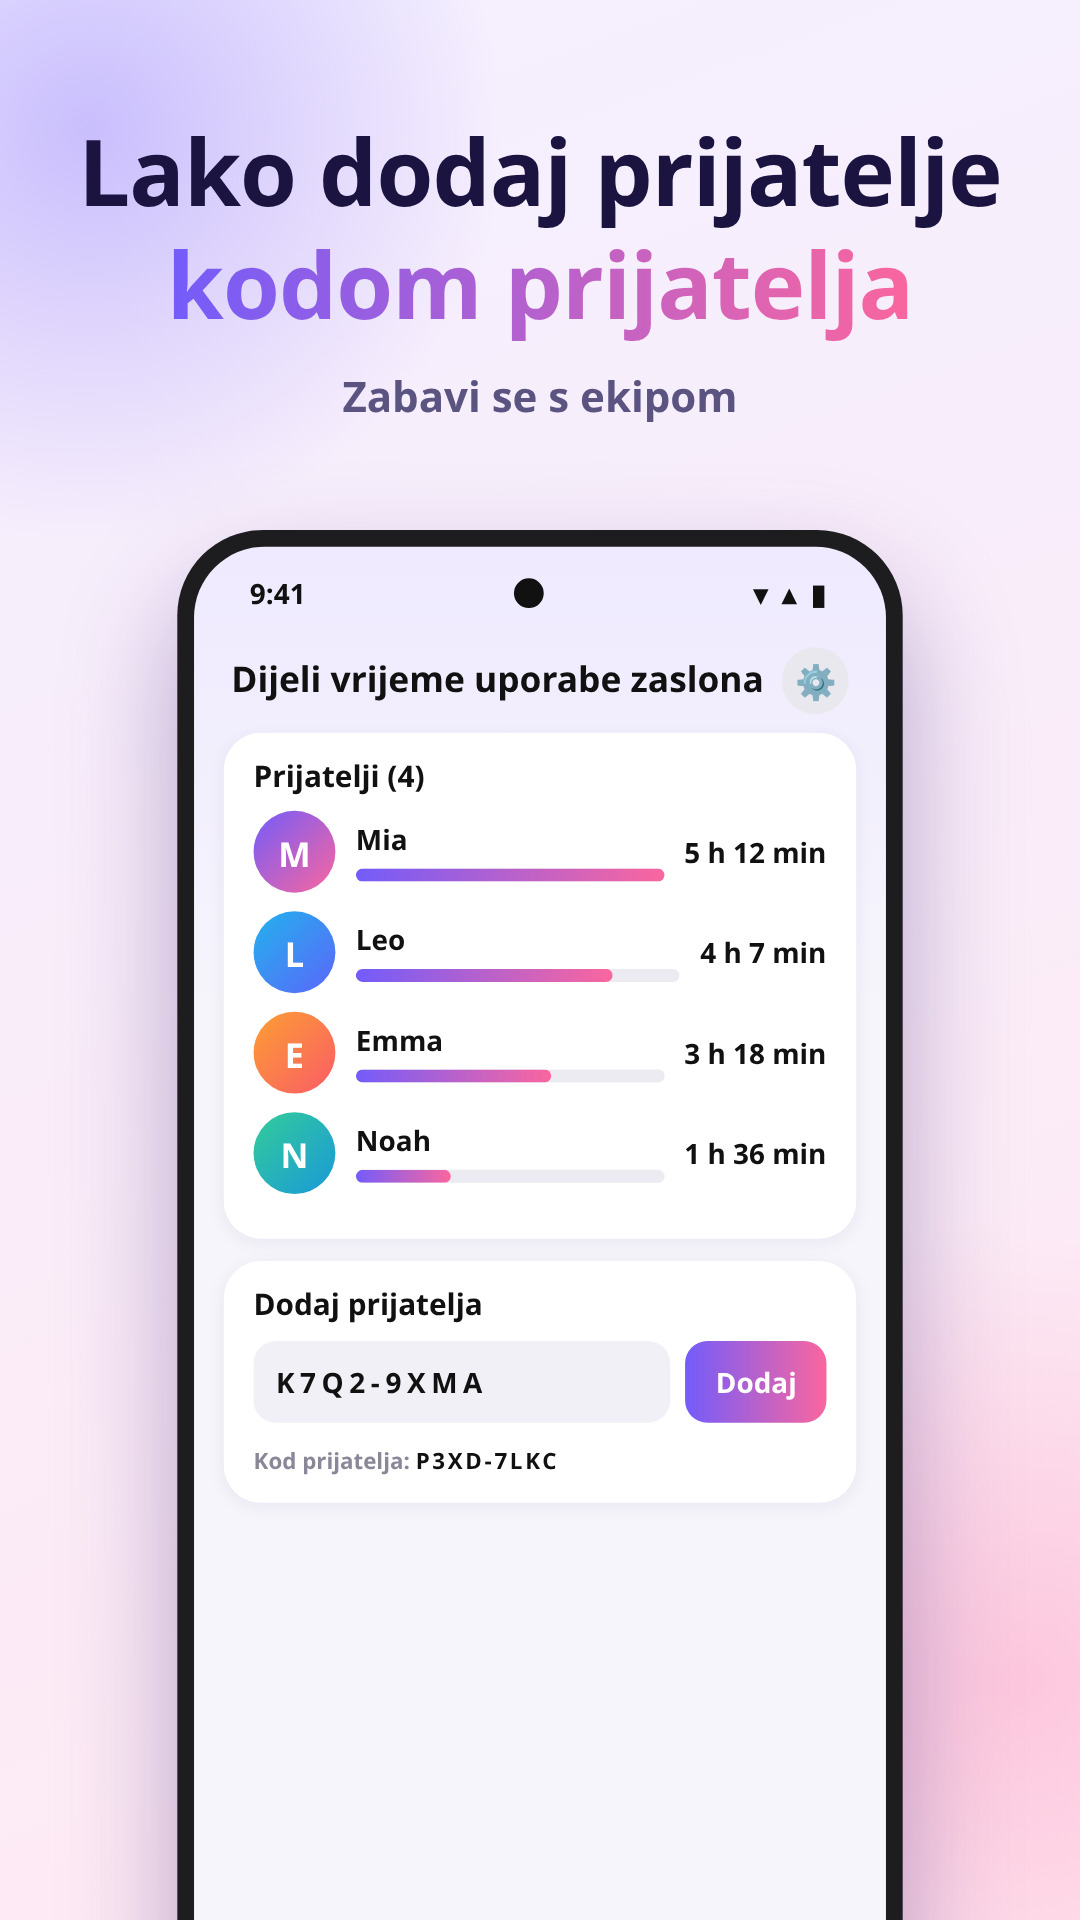 Lako dodaj prijatelje
kodom prijatelja
Zabavi se s ekipom
9:41
Dijeli vrijeme uporabe zaslona
Prijatelji (4)
M
Mia
5 h 12 min
L
Leo
4 h 7 min
E
Emma
3 h 18 min
N
Noah
1 h 36 min
Dodaj prijatelja
K7Q2-9XMA
Dodaj
Kod prijatelja: P3XD-7LKC